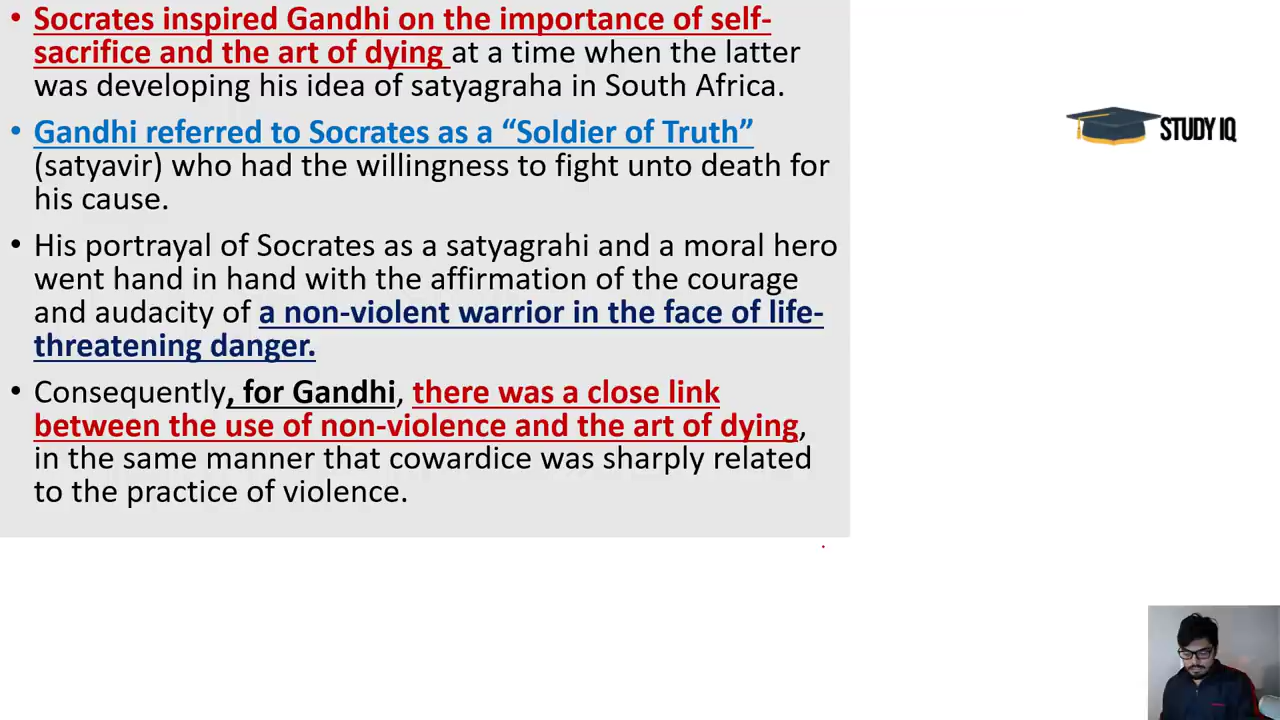 • Socrates inspired Gandhi on the importance of self-
sacrifice and the art of dying at a time when the latter
was developing his idea of satyagraha in South Africa.
• Gandhi referred to Socrates as a “Soldier of Truth”
(satyavir) who had the willingness to fight unto death for
his cause.
• His portrayal of Socrates as a satyagrahi and a moral hero
went hand in hand with the affirmation of the courage
and audacity of a non-violent warrior in the face of life-
threatening danger.
• Consequently, for Gandhi, there was a close link
between the use of non-violence and the art of dying,
in the same manner that cowardice was sharply related
to the practice of violence.
STUDY IQ